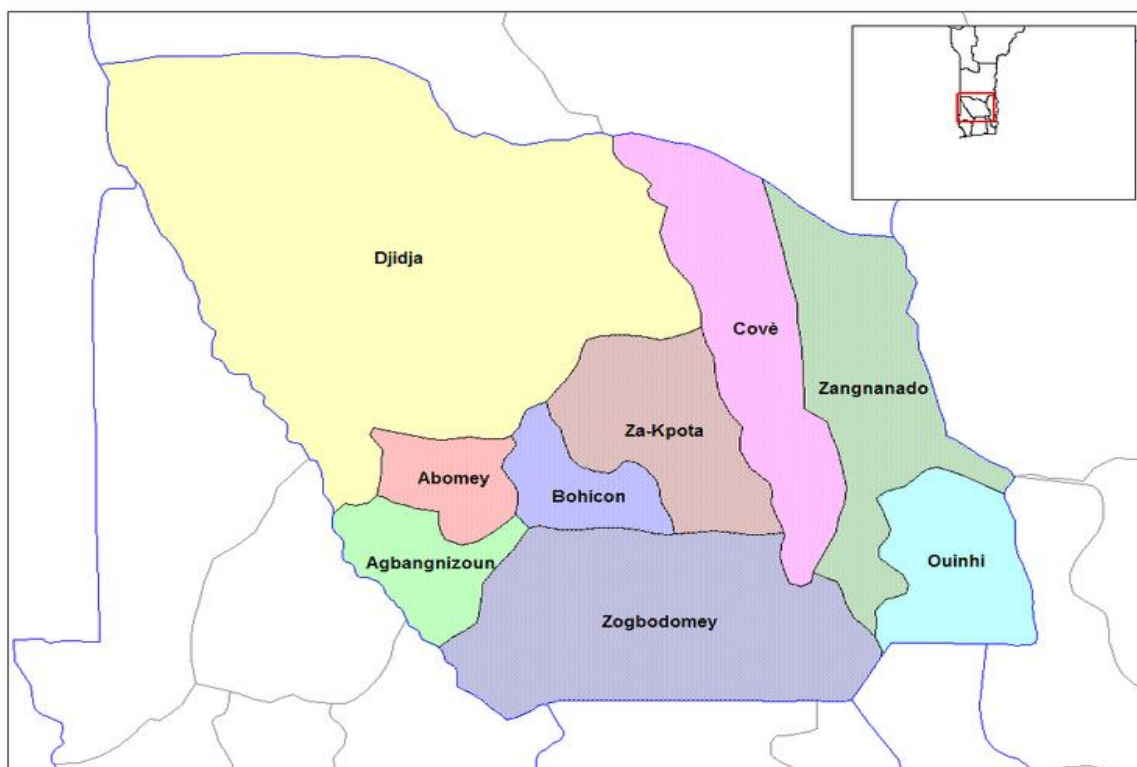 Djidja
Covè
Zangnanado
Za-Kpota
Abomey
Bohicon
Agbangnizoun
Ouinhi
Zogbodomey